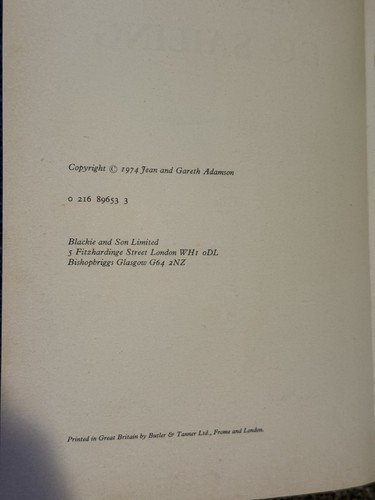 Copyright © 1974 Jean and Gareth Adamson
0 216 89653 3
Blackie and Son Limited
5 Fitzhardinge Street London WH1 0DL
Bishopbriggs Glasgow G64 2NZ
Printed in Great Britain by Butler & Tanner Ltd., Frome and London.